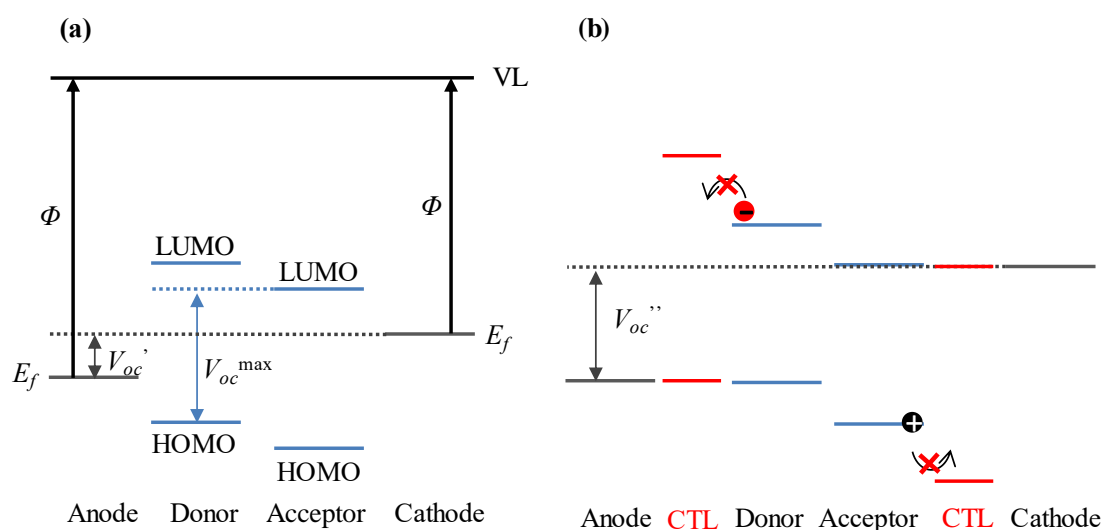 (a)
VL
Φ
Φ
LUMO
LUMO
E_f
V_oc'
V_oc^max
E_f
HOMO
HOMO
Anode Donor Acceptor Cathode
(b)
−
V_oc’’
+
Anode CTL Donor Acceptor CTL Cathode